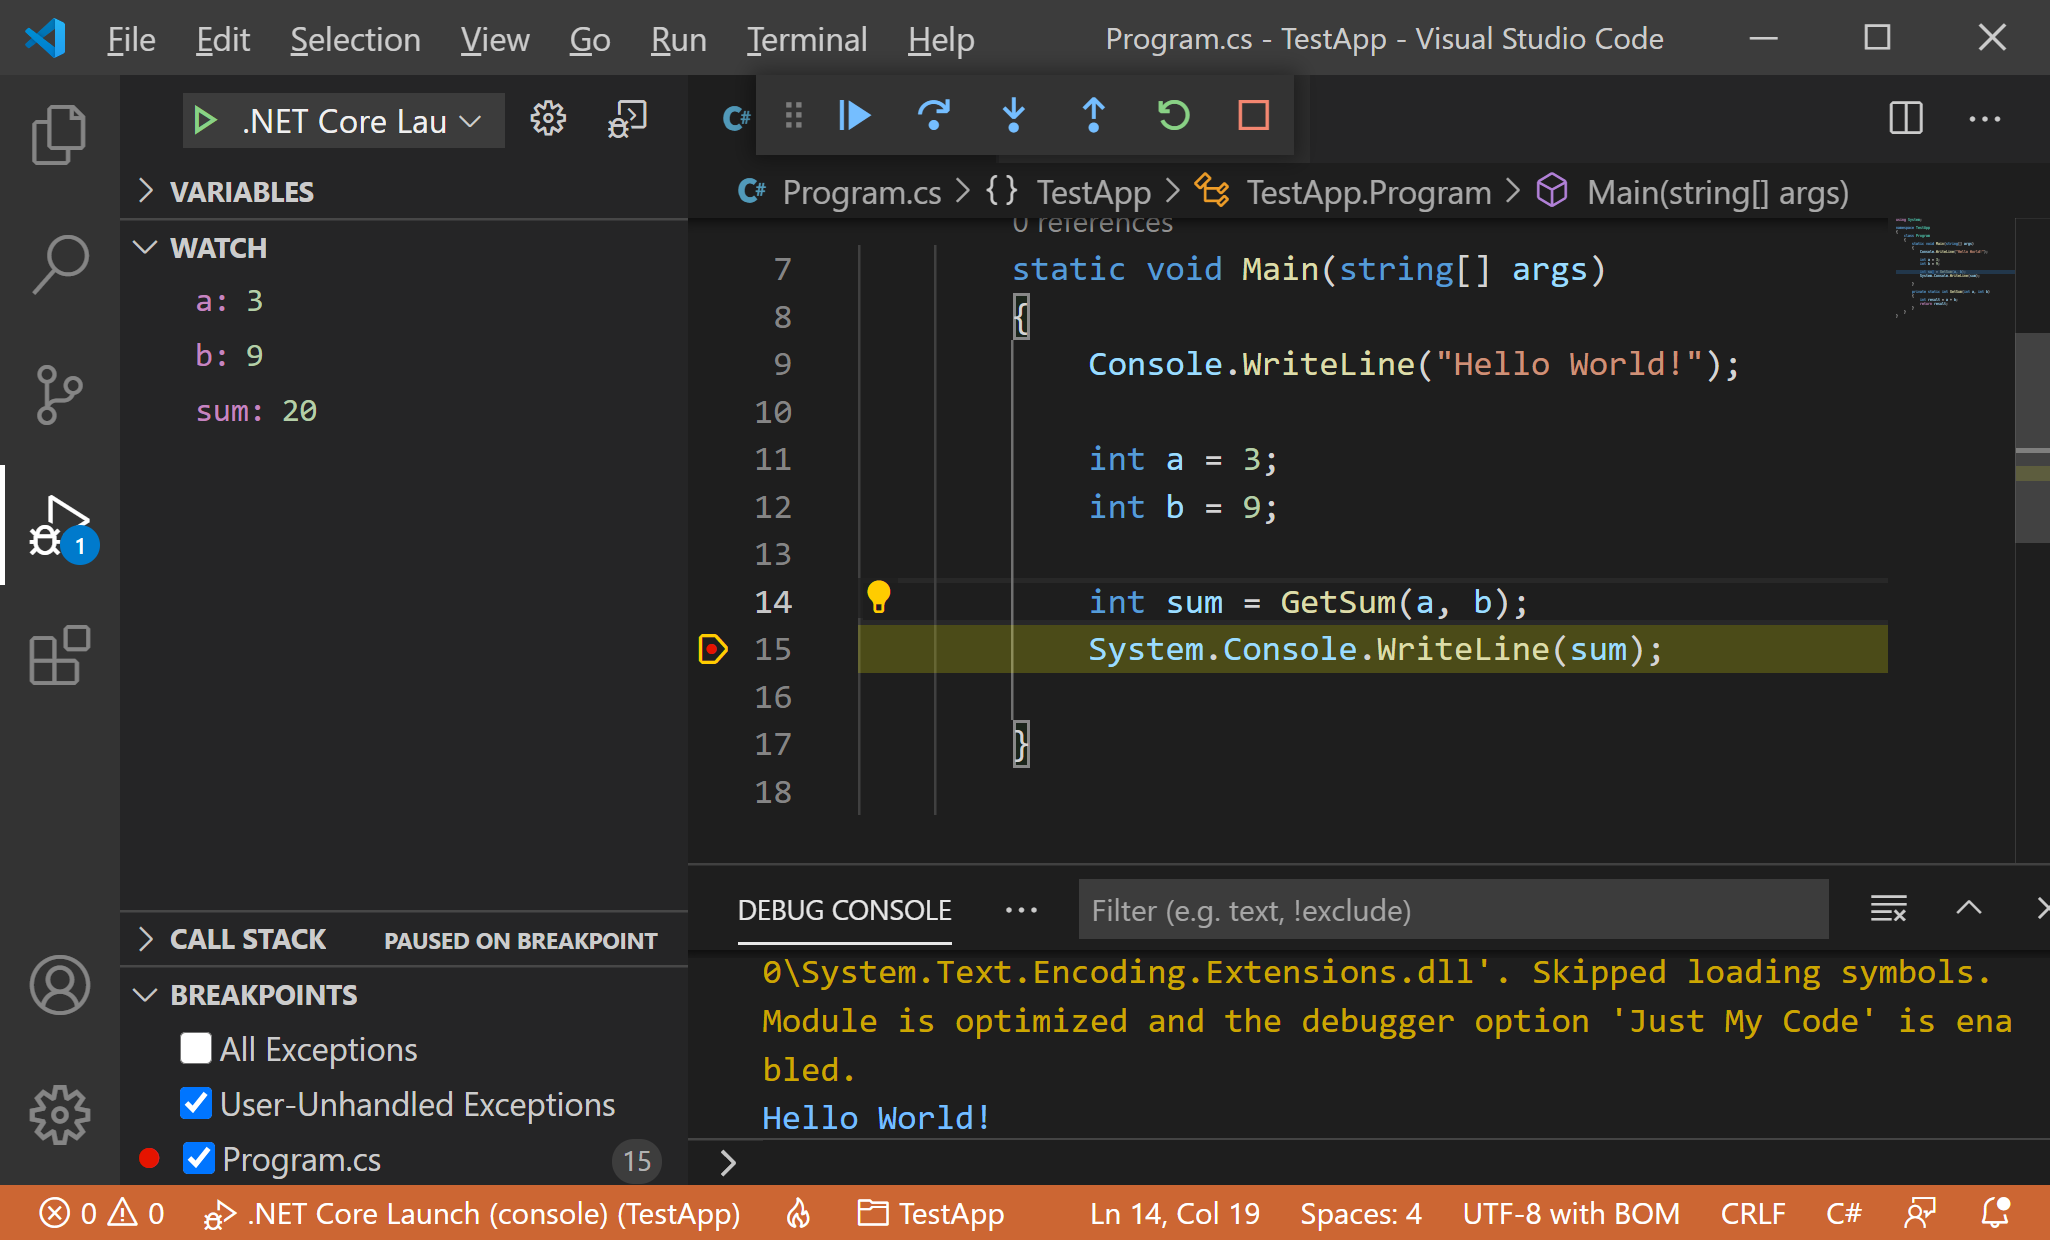 File Edit Selection View Go Run Terminal Help Program.cs - TestApp - Visual Studio Code
.NET Core Lau
C#
VARIABLES
WATCH
a: 3
b: 9
sum: 20
CALL STACK PAUSED ON BREAKPOINT
BREAKPOINTS
All Exceptions
User-Unhandled Exceptions
Program.cs 15
1
C# Program.cs > {} TestApp > TestApp.Program > Main(string[] args)
0 references
7 static void Main(string[] args)
8 {
9 Console.WriteLine("Hello World!");
10
11 int a = 3;
12 int b = 9;
13
14 int sum = GetSum(a, b);
15 System.Console.WriteLine(sum);
16
17 }
18
DEBUG CONSOLE Filter (e.g. text, !exclude)
0\System.Text.Encoding.Extensions.dll'. Skipped loading symbols.
Module is optimized and the debugger option 'Just My Code' is ena
bled.
Hello World!
>
0 0 .NET Core Launch (console) (TestApp) TestApp Ln 14, Col 19 Spaces: 4 UTF-8 with BOM CRLF C#